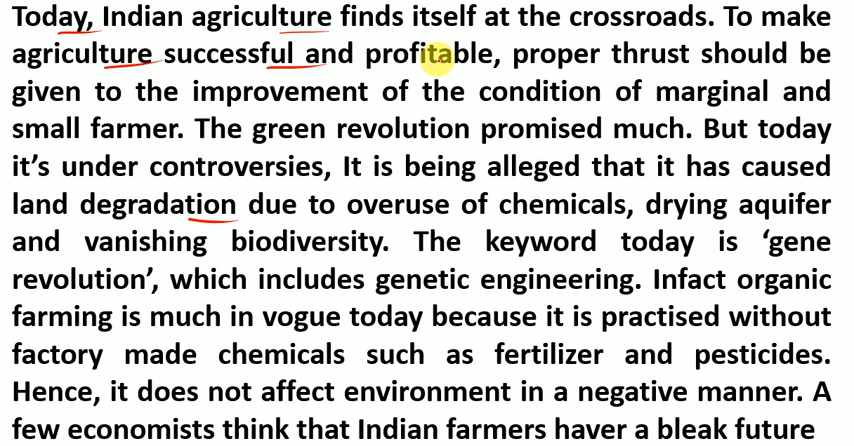 Today, Indian agriculture finds itself at the crossroads. To make
agriculture successful and profitable, proper thrust should be
given to the improvement of the condition of marginal and
small farmer. The green revolution promised much. But today
it’s under controversies, It is being alleged that it has caused
land degradation due to overuse of chemicals, drying aquifer
and vanishing biodiversity. The keyword today is ‘gene
revolution’, which includes genetic engineering. Infact organic
farming is much in vogue today because it is practised without
factory made chemicals such as fertilizer and pesticides.
Hence, it does not affect environment in a negative manner. A
few economists think that Indian farmers haver a bleak future